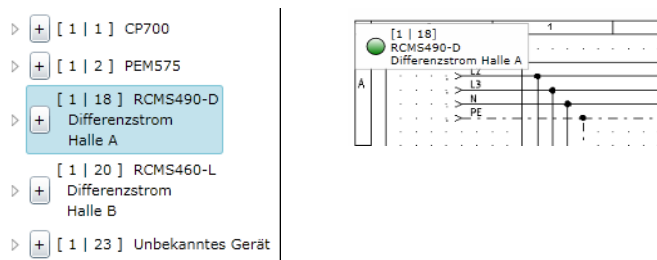 [ 1 | 1 ] CP700
[ 1 | 2 ] PEM575
[ 1 | 18 ] RCMS490-D
Differenzstrom
Halle A
[ 1 | 20 ] RCMS460-L
Differenzstrom
Halle B
[ 1 | 23 ] Unbekanntes Gerät
1
[1 | 18]
RCMS490-D
Differenzstrom Halle A
L2
A
L3
N
PE